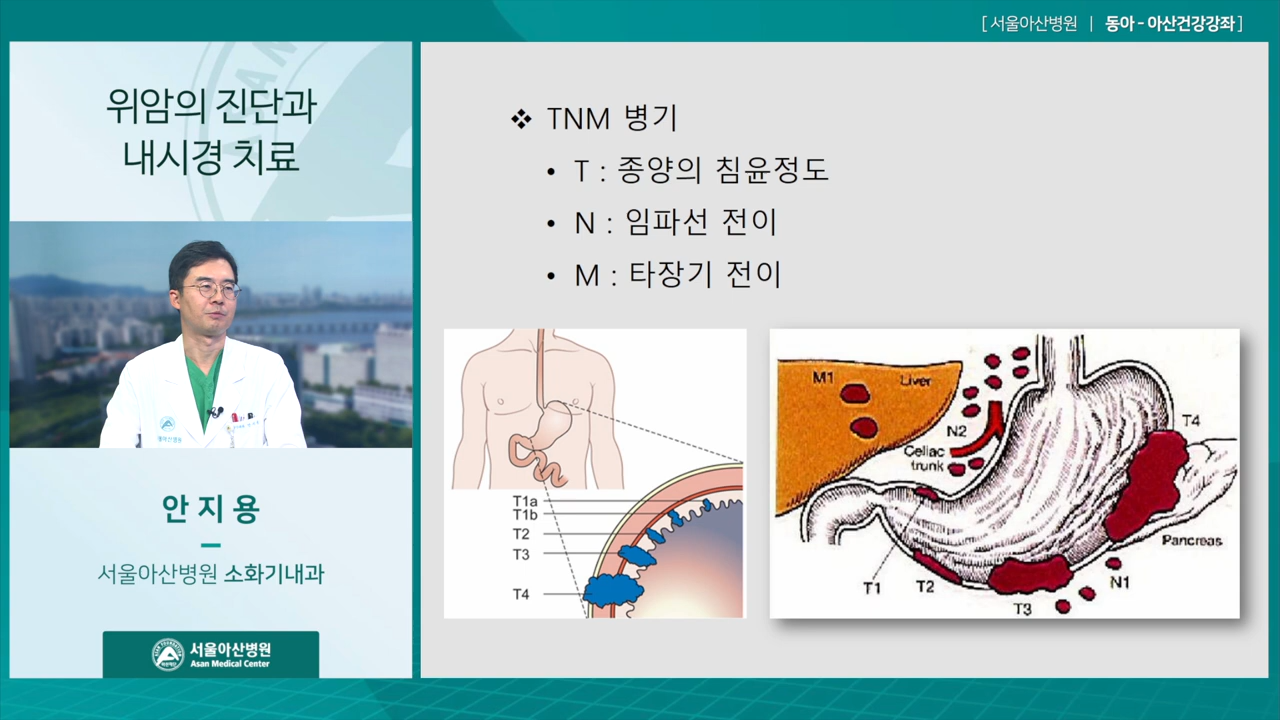 [ 서울아산병원 | 동아 - 아산건강강좌 ]
위암의 진단과
내시경 치료
안 지 용
서울아산병원 소화기내과
서울아산병원
Asan Medical Center
❖ TNM 병기
• T : 종양의 침윤정도
• N : 임파선 전이
• M : 타장기 전이
T1a
T1b
T2
T3
T4
M1
Liver
N2
Celiac
trunk
T4
Pancreas
T1
T2
T3
N1